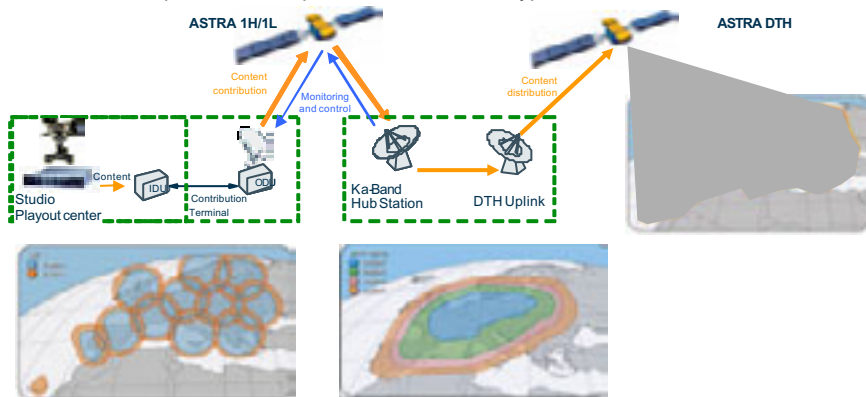 ASTRA 1H/1L
ASTRA DTH
Content
contribution
Monitoring
and control
Content
distribution
Content
IDU
ODU
Studio
Playout center
Contribution
Terminal
Ka-Band
Hub Station
DTH Uplink